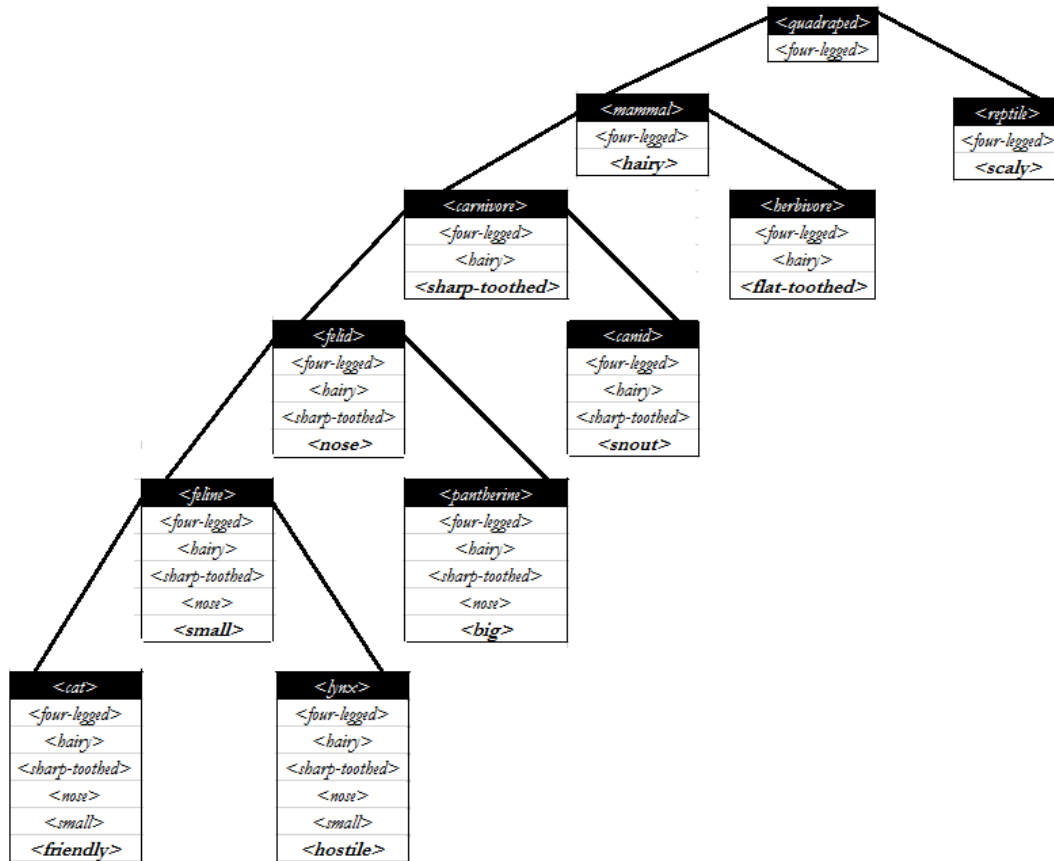 <quadraped>
<four-legged>
<mammal>
<four-legged>
<hairy>
<reptile>
<four-legged>
<scaly>
<carnivore>
<four-legged>
<hairy>
<sharp-toothed>
<herbivore>
<four-legged>
<hairy>
<flat-toothed>
<felid>
<four-legged>
<hairy>
<sharp-toothed>
<nose>
<canid>
<four-legged>
<hairy>
<sharp-toothed>
<snout>
<feline>
<four-legged>
<hairy>
<sharp-toothed>
<nose>
<small>
<pantherine>
<four-legged>
<hairy>
<sharp-toothed>
<nose>
<big>
<cat>
<four-legged>
<hairy>
<sharp-toothed>
<nose>
<small>
<friendly>
<lynx>
<four-legged>
<hairy>
<sharp-toothed>
<nose>
<small>
<hostile>